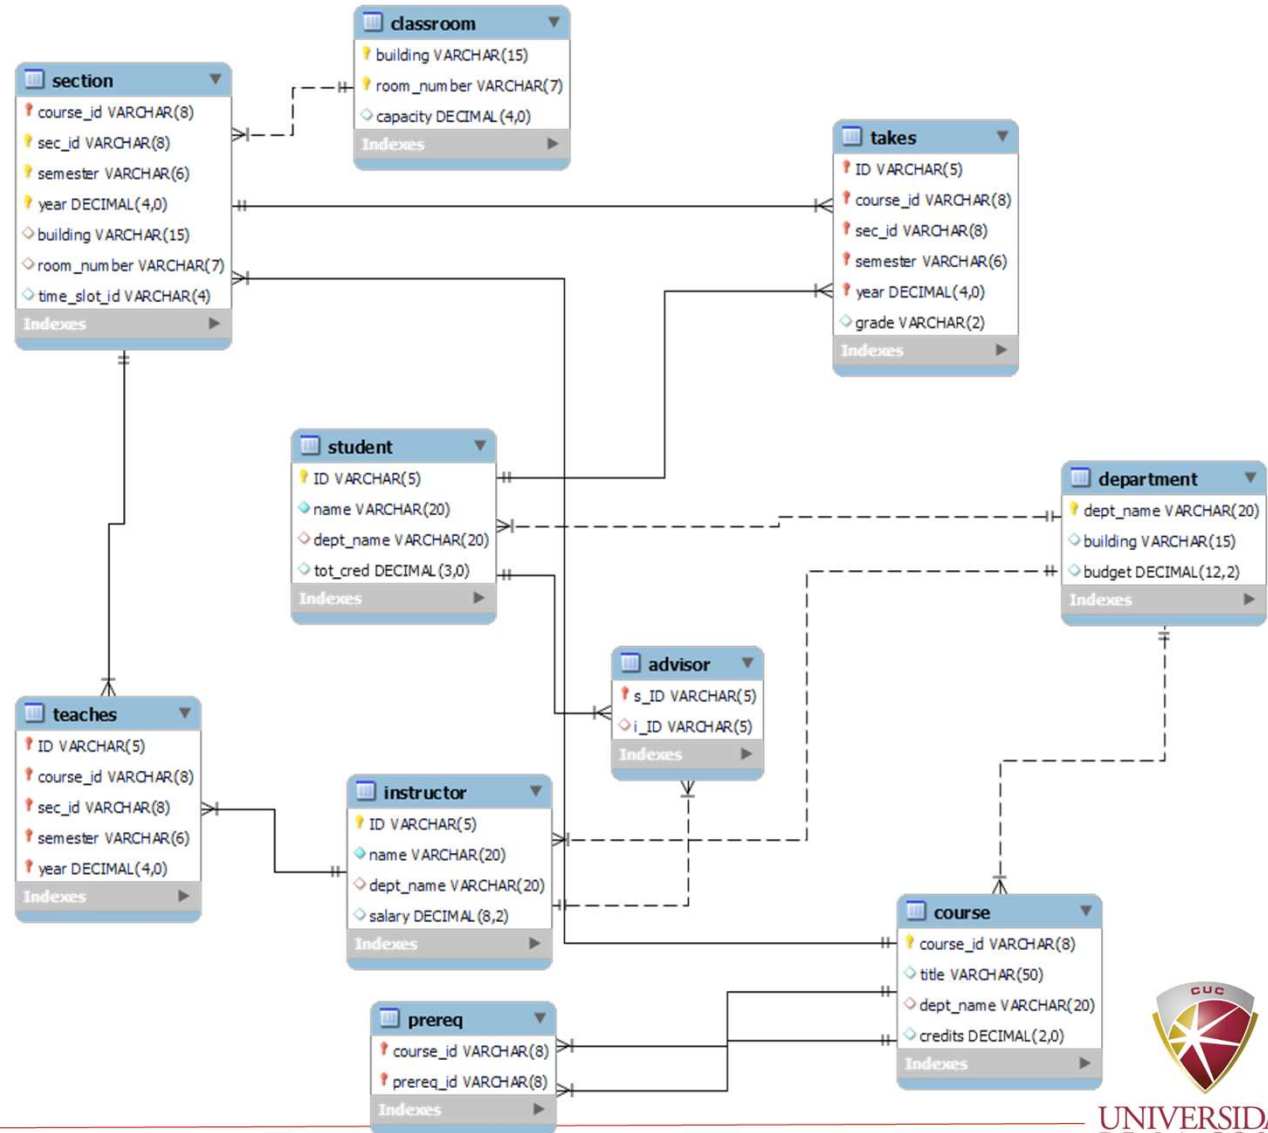 classroom
building VARCHAR(15)
room_number VARCHAR(7)
capacity DECIMAL(4,0)
Indexes
section
course_id VARCHAR(8)
sec_id VARCHAR(8)
semester VARCHAR(6)
year DECIMAL(4,0)
building VARCHAR(15)
room_number VARCHAR(7)
time_slot_id VARCHAR(4)
Indexes
takes
ID VARCHAR(5)
course_id VARCHAR(8)
sec_id VARCHAR(8)
semester VARCHAR(6)
year DECIMAL(4,0)
grade VARCHAR(2)
Indexes
student
ID VARCHAR(5)
name VARCHAR(20)
dept_name VARCHAR(20)
tot_cred DECIMAL(3,0)
Indexes
department
dept_name VARCHAR(20)
building VARCHAR(15)
budget DECIMAL(12,2)
Indexes
advisor
s_ID VARCHAR(5)
i_ID VARCHAR(5)
Indexes
teaches
ID VARCHAR(5)
course_id VARCHAR(8)
sec_id VARCHAR(8)
semester VARCHAR(6)
year DECIMAL(4,0)
Indexes
instructor
ID VARCHAR(5)
name VARCHAR(20)
dept_name VARCHAR(20)
salary DECIMAL(8,2)
Indexes
course
course_id VARCHAR(8)
title VARCHAR(50)
dept_name VARCHAR(20)
credits DECIMAL(2,0)
Indexes
prereq
course_id VARCHAR(8)
prereq_id VARCHAR(8)
Indexes
CUC